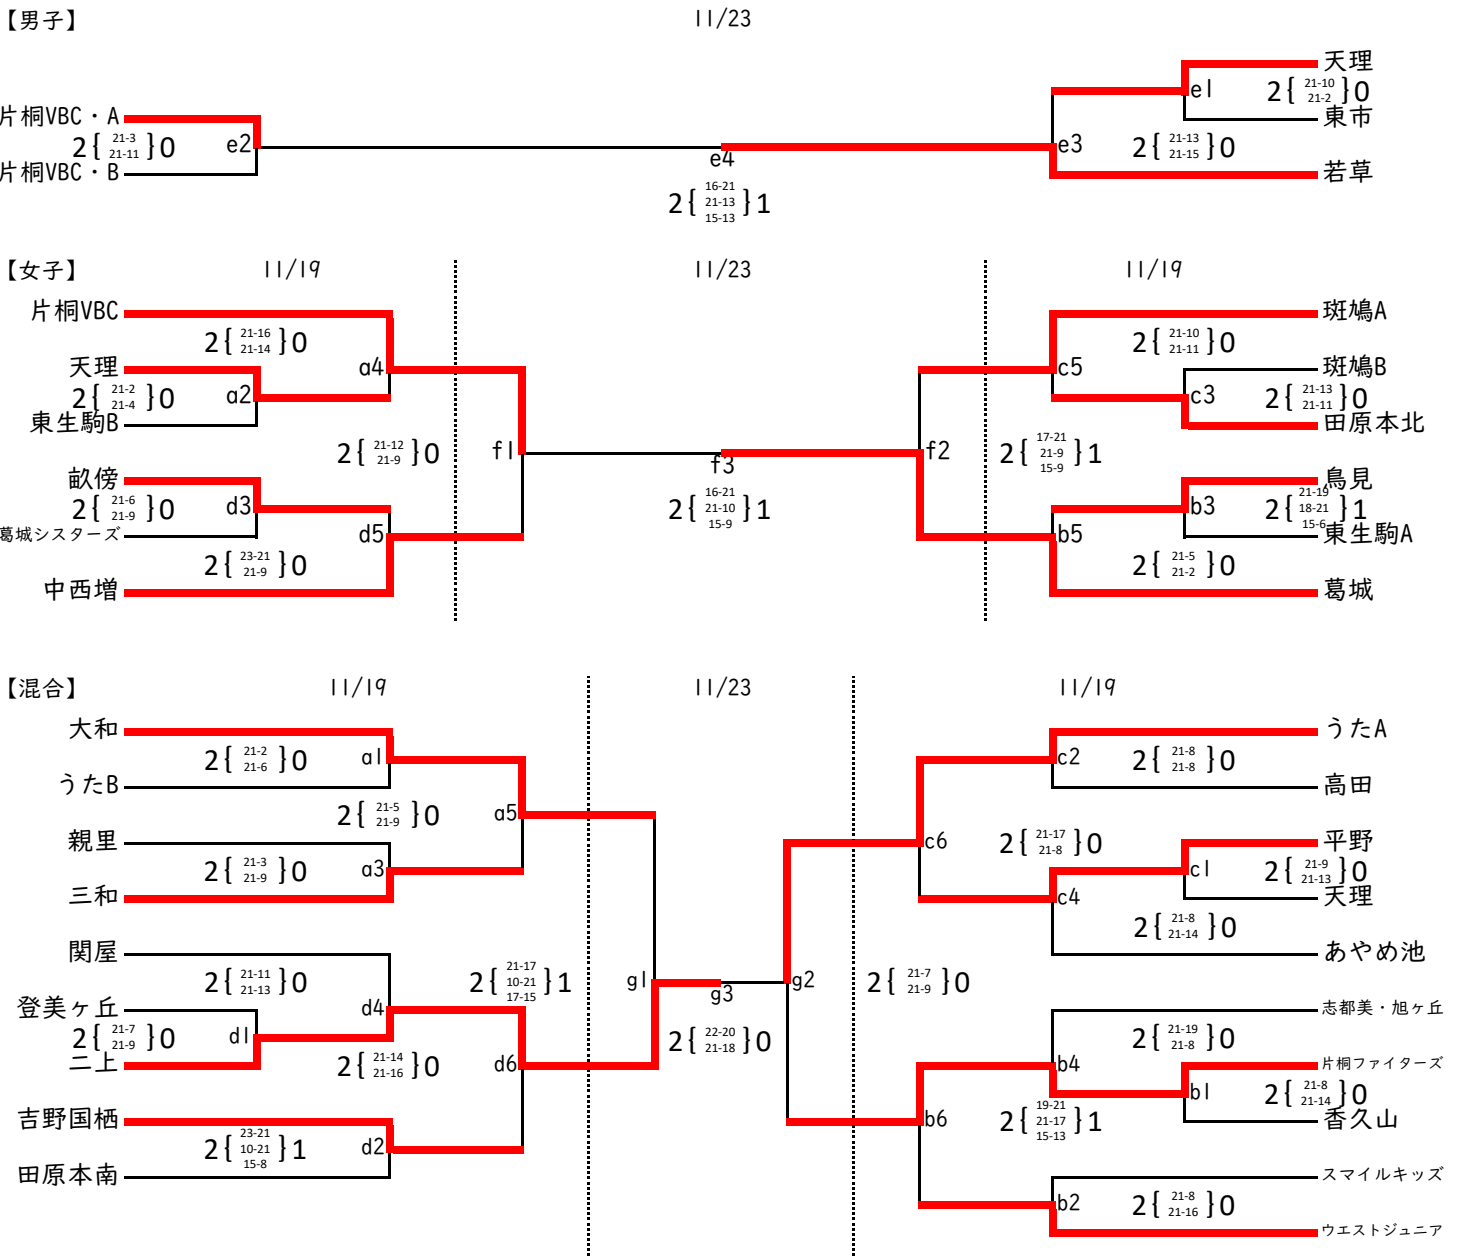 【男子】 11/23
天理
e1 2{ 21-10 21-2 }0
東市
片桐VBC・A
2{ 21-3 21-11 }0 e2
片桐VBC・B
e4
2{ 16-21 21-13 15-13 }1
e3 2{ 21-13 21-15 }0
若草
【女子】 11/19 11/23 11/19
片桐VBC
2{ 21-16 21-14 }0 a4
天理
2{ 21-2 21-4 }0 a2
東生駒B
2{ 21-12 21-9 }0 f1
畝傍
2{ 21-6 21-9 }0 d3
葛城シスターズ
d5
2{ 23-21 21-9 }0
中西増
f3
2{ 16-21 21-10 15-9 }1
斑鳩A
2{ 21-10 21-11 }0
c5
斑鳩B
c3 2{ 21-13 21-11 }0
田原本北
f2 2{ 17-21 21-9 15-9 }1
鳥見
b3 2{ 21-19 18-21 15-6 }1
東生駒A
b5
2{ 21-5 21-2 }0
葛城
【混合】 11/19 11/23 11/19
大和
2{ 21-2 21-6 }0 a1
うたB
2{ 21-5 21-9 }0 a5
親里
2{ 21-3 21-9 }0 a3
三和
関屋
2{ 21-11 21-13 }0
2{ 21-17 10-21 17-15 }1 g1
登美ヶ丘
d4
2{ 21-7 21-9 }0 d1
二上
2{ 21-14 21-16 }0 d6
吉野国栖
2{ 23-21 10-21 15-8 }1 d2
田原本南
g3
2{ 22-20 21-18 }0
うたA
c2 2{ 21-8 21-8 }0
高田
c6 2{ 21-17 21-8 }0
平野
c1 2{ 21-9 21-13 }0
天理
c4
2{ 21-8 21-14 }0
あやめ池
g2 2{ 21-7 21-9 }0
志都美・旭ヶ丘
2{ 21-19 21-8 }0
b4
片桐ファイターズ
b1 2{ 21-8 21-14 }0
香久山
b6 2{ 19-21 21-17 15-13 }1
スマイルキッズ
b2 2{ 21-8 21-16 }0
ウエストジュニア